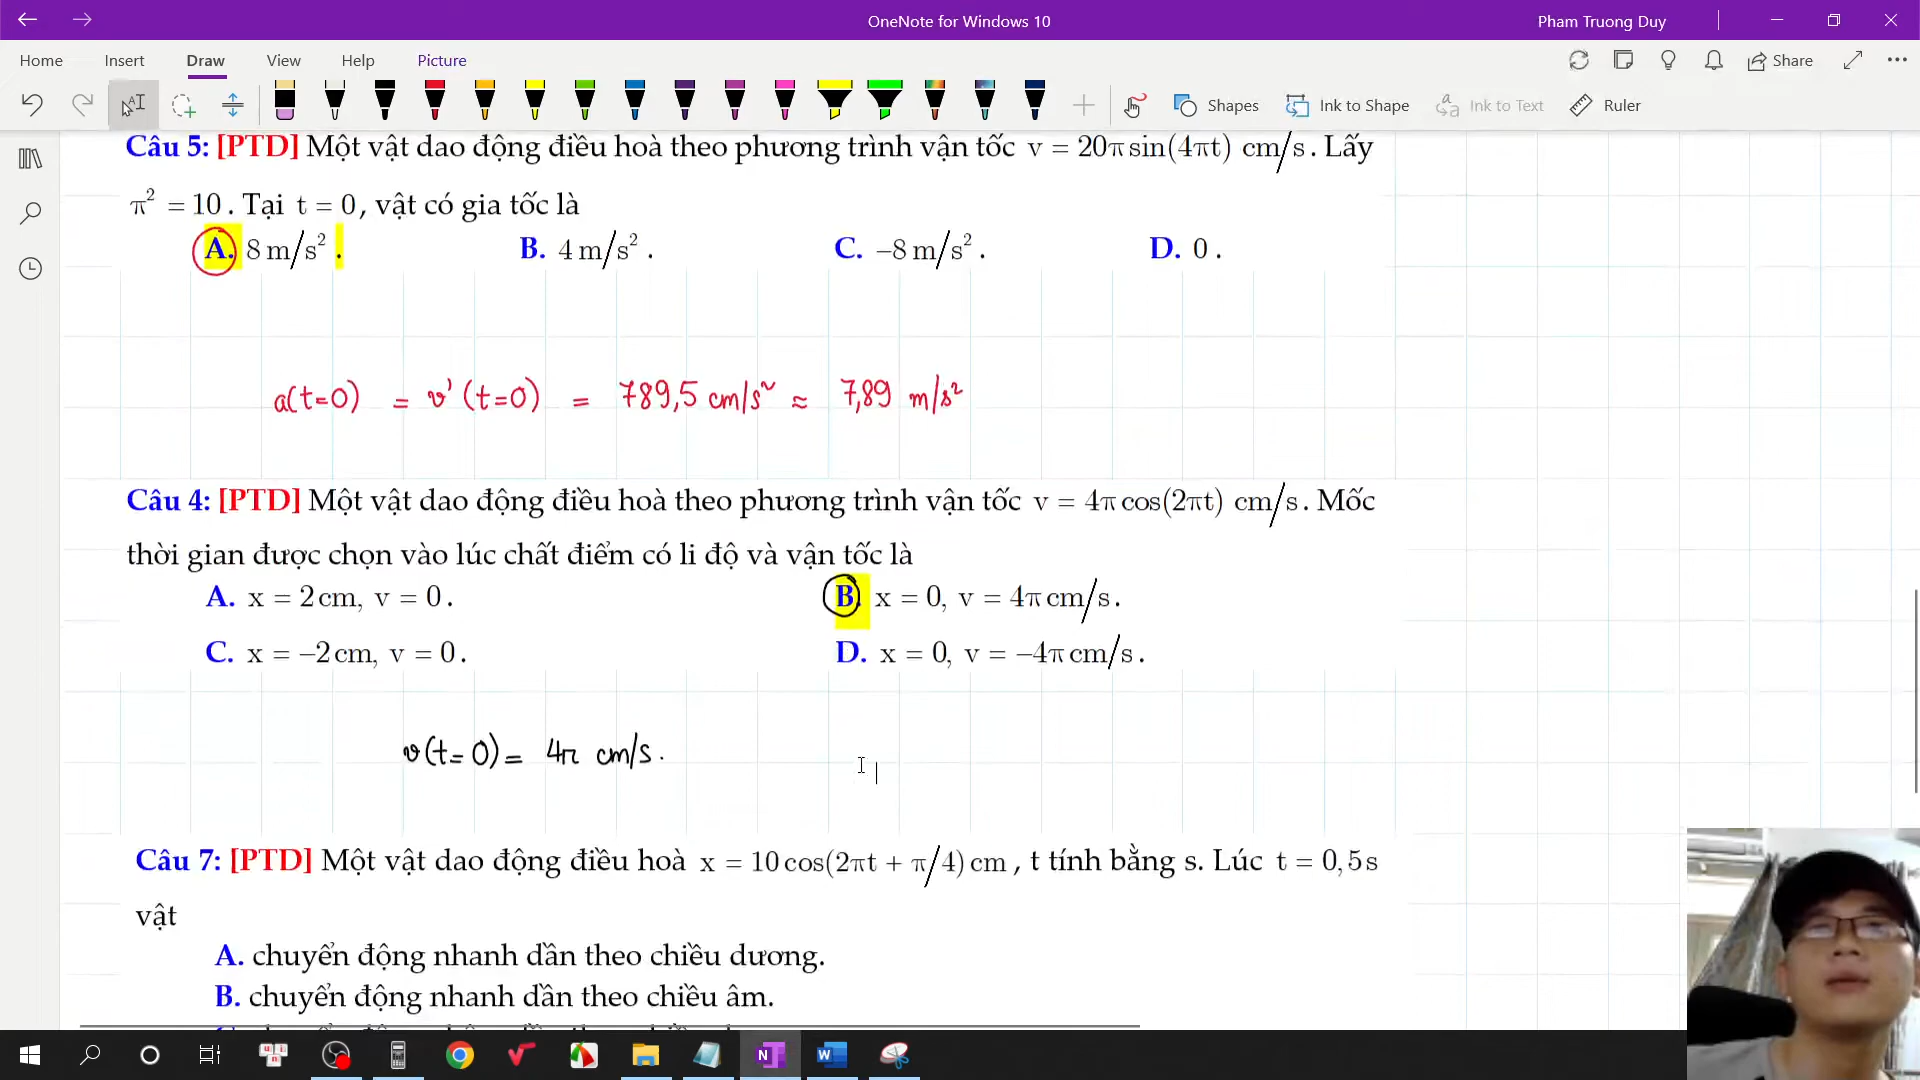 OneNote for Windows 10
Pham Truong Duy
Home Insert Draw View Help Picture
Share
Shapes Ink to Shape Ink to Text Ruler
Câu 5: [PTD] Một vật dao động điều hoà theo phương trình vận tốc v = 20π sin(4πt) cm/s. Lấy
π² = 10. Tại t = 0, vật có gia tốc là
A. 8 m/s². B. 4 m/s². C. –8 m/s². D. 0.
a(t=0) = v'(t=0) = 789,5 cm/s² ≈ 7,89 m/s²
Câu 4: [PTD] Một vật dao động điều hoà theo phương trình vận tốc v = 4π cos(2πt) cm/s. Mốc
thời gian được chọn vào lúc chất điểm có li độ và vận tốc là
A. x = 2 cm, v = 0. B. x = 0, v = 4π cm/s.
C. x = –2 cm, v = 0. D. x = 0, v = –4π cm/s.
v(t=0) = 4π cm/s.
Câu 7: [PTD] Một vật dao động điều hoà x = 10 cos(2πt + π/4) cm, t tính bằng s. Lúc t = 0,5 s
vật
A. chuyển động nhanh dần theo chiều dương.
B. chuyển động nhanh dần theo chiều âm.